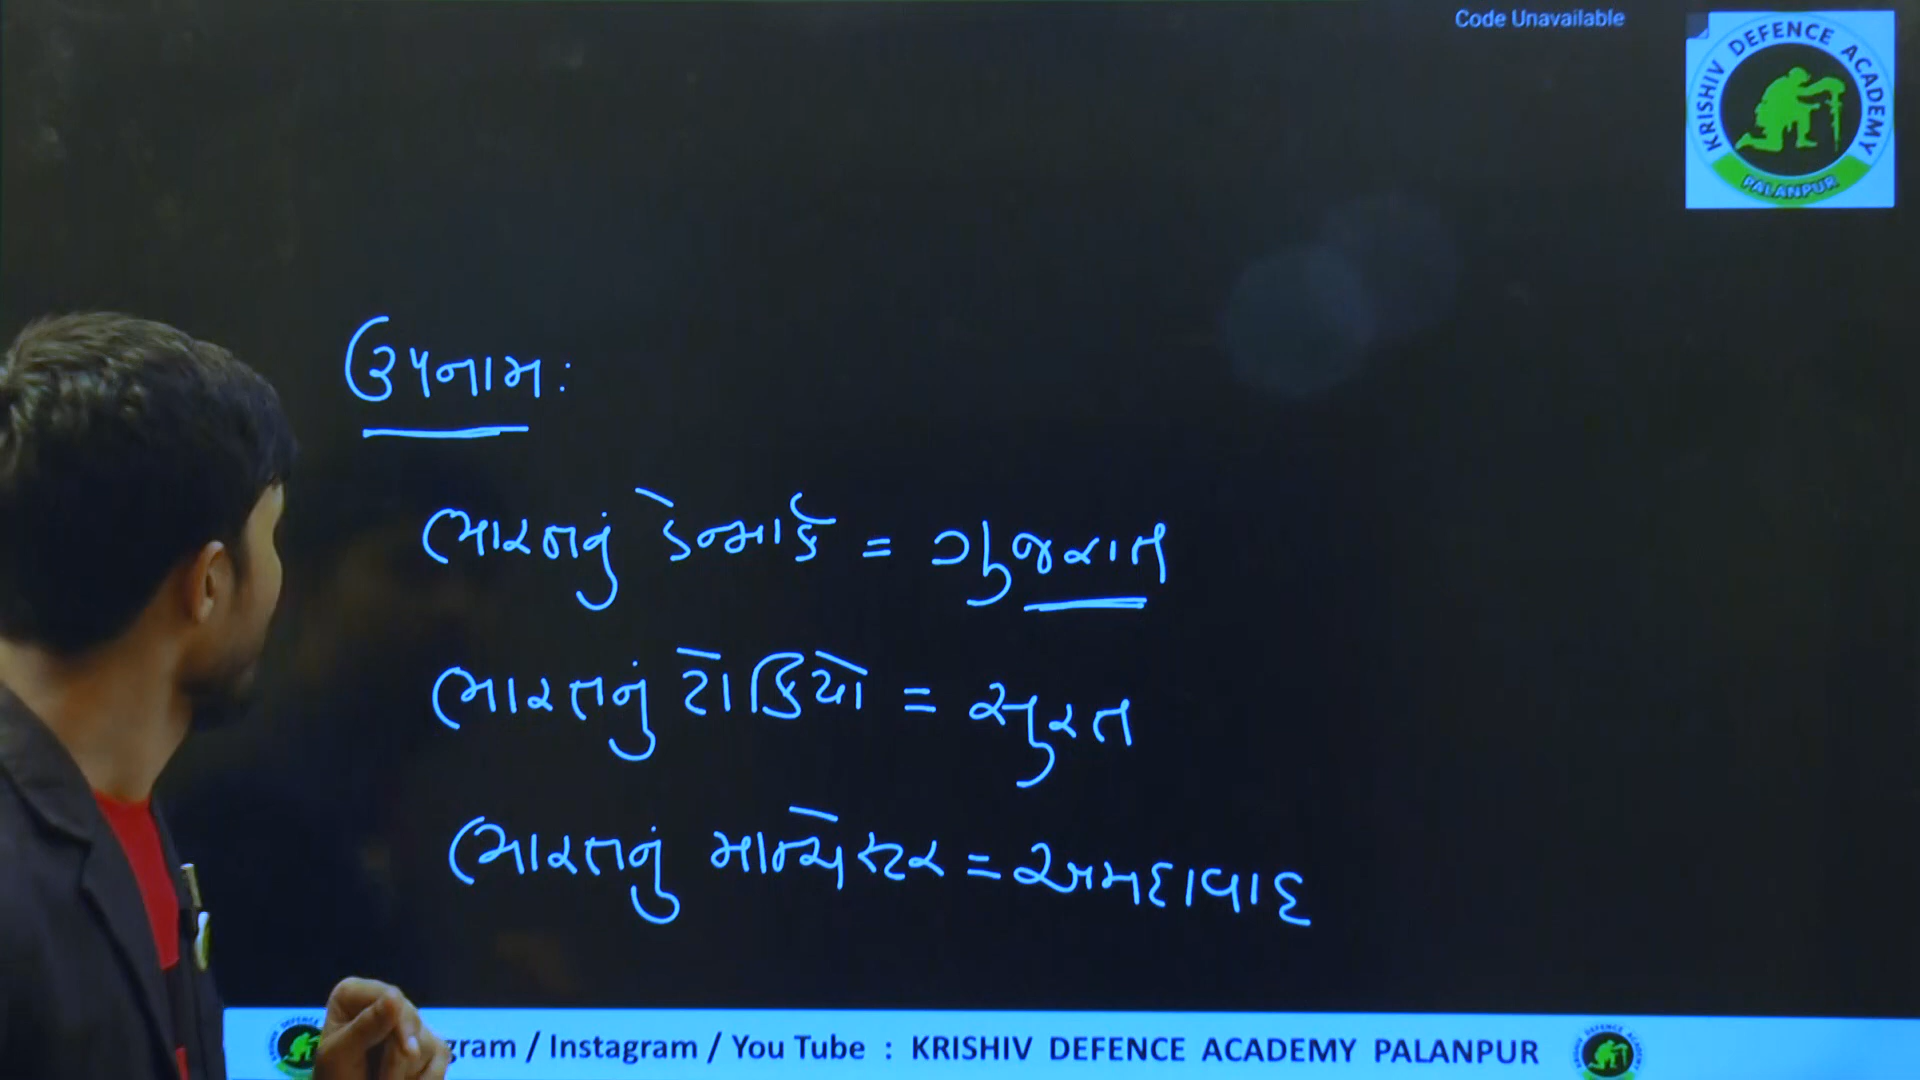 Code Unavailable
KRISHIV DEFENCE ACADEMY
PALANPUR
ઉપનામ :
ભારતનું ડેન્માર્ક = ગુજરાત
ભારતનું ટોકિયો = સુરત
ભારતનું માન્ચેસ્ટર = અમદાવાદ
gram / Instagram / You Tube : KRISHIV DEFENCE ACADEMY PALANPUR